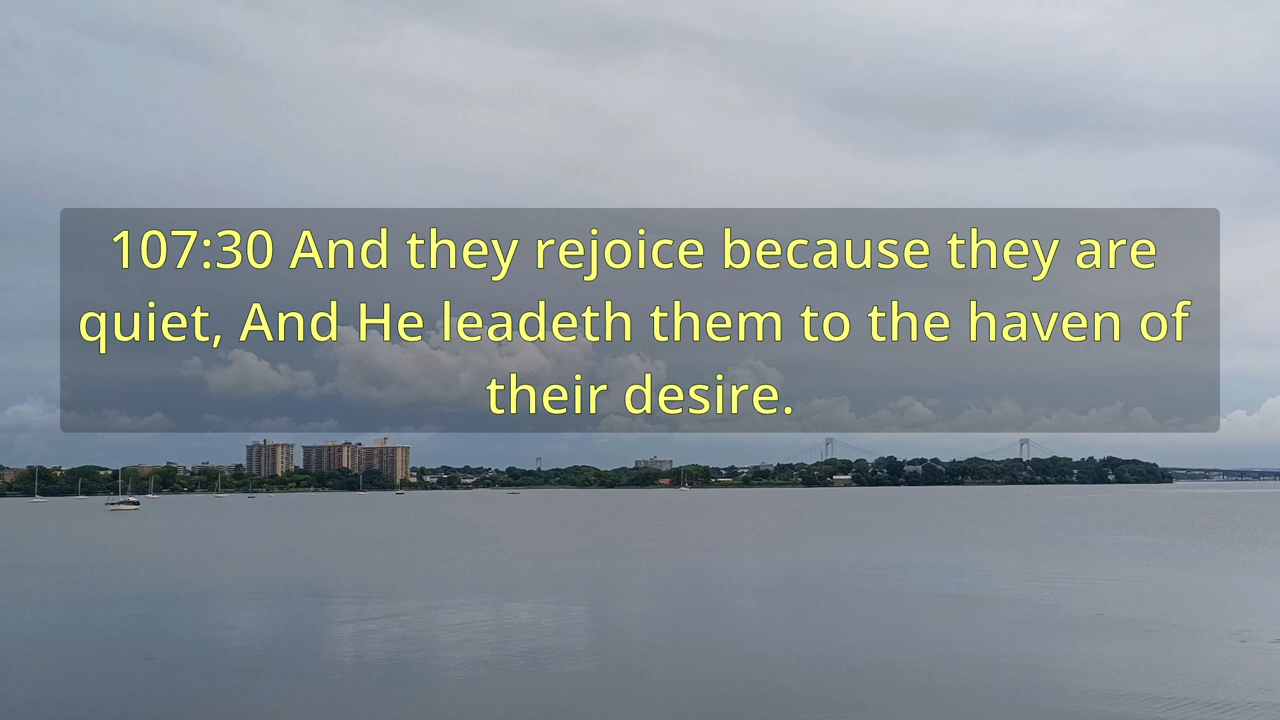 107:30 And they rejoice because they are
quiet, And He leadeth them to the haven of
their desire.